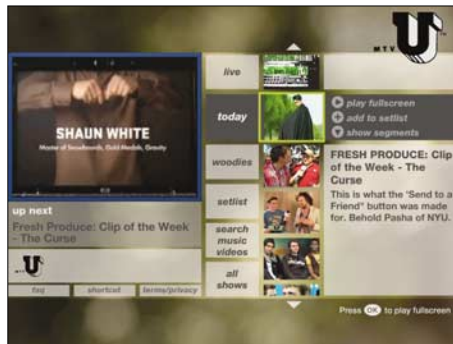 MTV
U
live
SHAUN WHITE
Master of Snowboards, Gold Medals, Gravity
up next
Fresh Produce: Clip of the Week
- The Curse
U
faq
shortcut
terms/privacy
today
woodies
setlist
search
music
videos
all
shows
play fullscreen
add to setlist
show segments
FRESH PRODUCE: Clip
of the Week - The
Curse
This is what the 'Send to a
Friend" button was made
for. Behold Pasha of NYU.
Press OK to play fullscreen